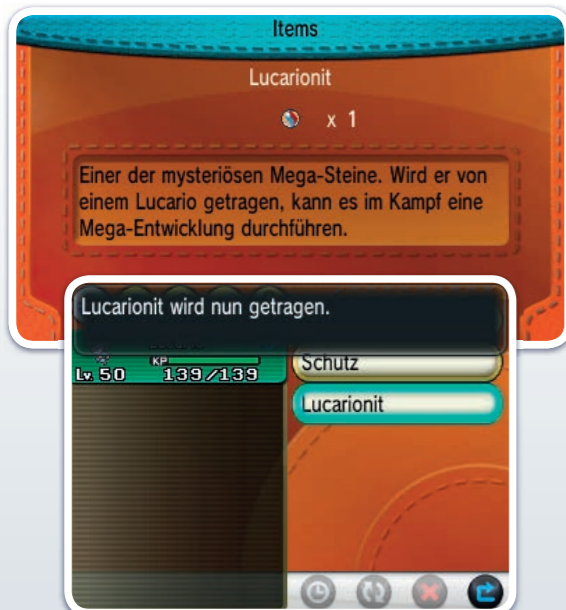 Items
Lucarionit
x 1
Einer der mysteriösen Mega-Steine. Wird er von
einem Lucario getragen, kann es im Kampf eine
Mega-Entwicklung durchführen.
Lucarionit wird nun getragen.
KP
Lv. 50 139/139
Schutz
Lucarionit